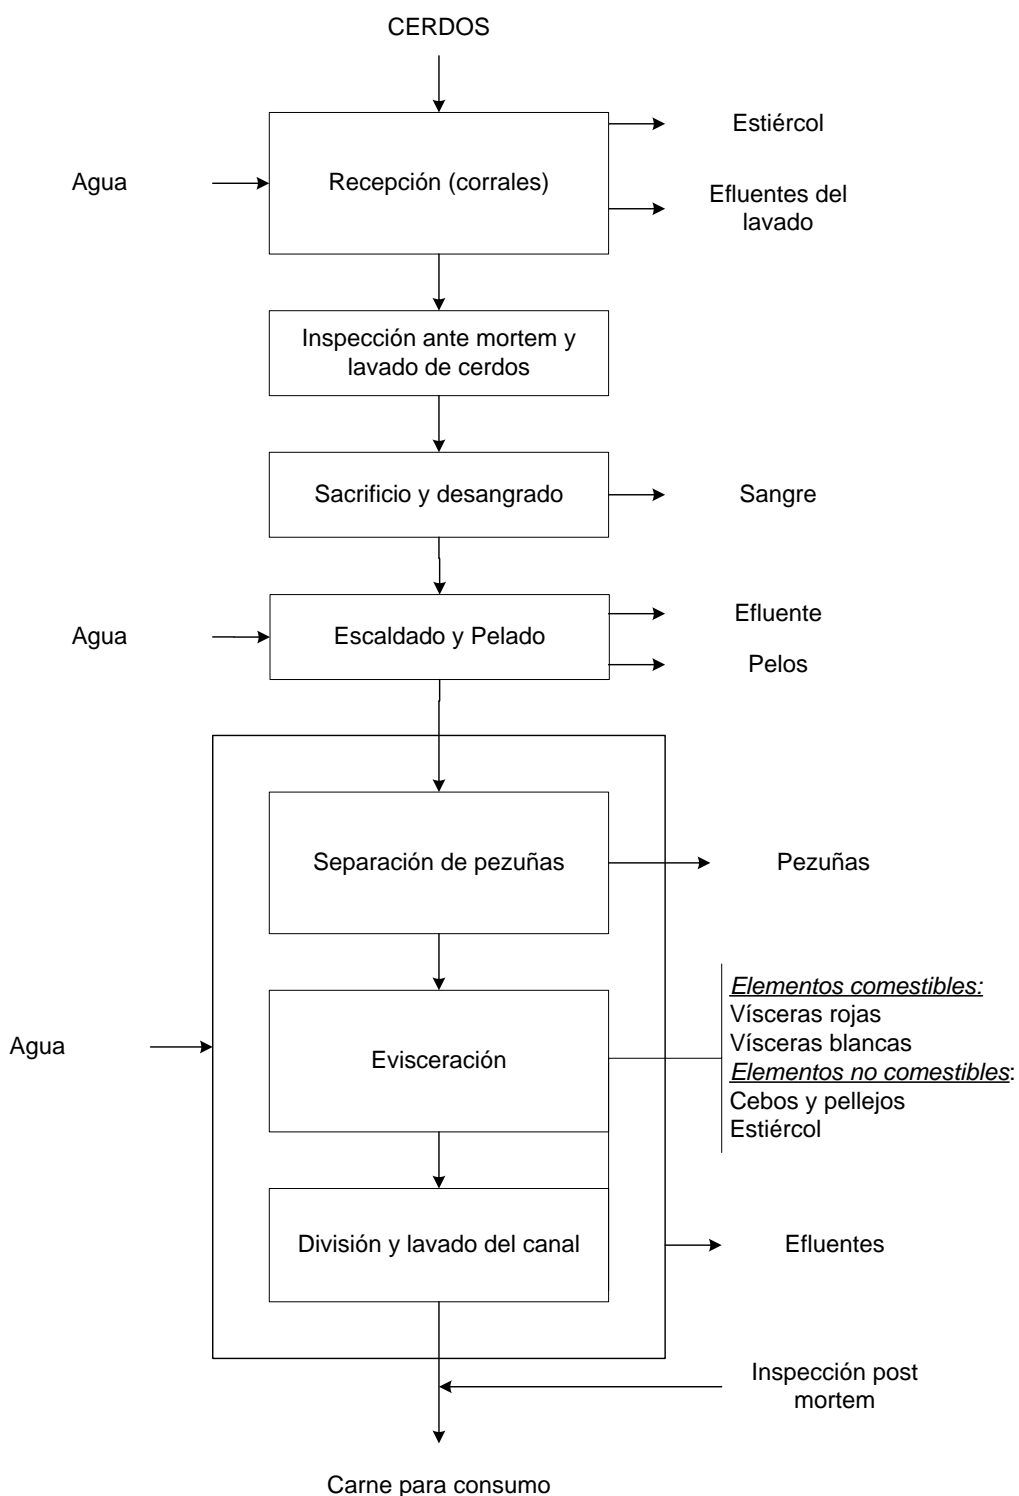 CERDOS
Estiércol
Agua
Recepción (corrales)
Efluentes del
lavado
Inspección ante mortem y
lavado de cerdos
Sacrificio y desangrado
Sangre
Efluente
Agua
Escaldado y Pelado
Pelos
Separación de pezuñas
Pezuñas
Elementos comestibles:
Vísceras rojas
Vísceras blancas
Elementos no comestibles:
Cebos y pellejos
Estiércol
Agua
Evisceración
División y lavado del canal
Efluentes
Inspección post
mortem
Carne para consumo